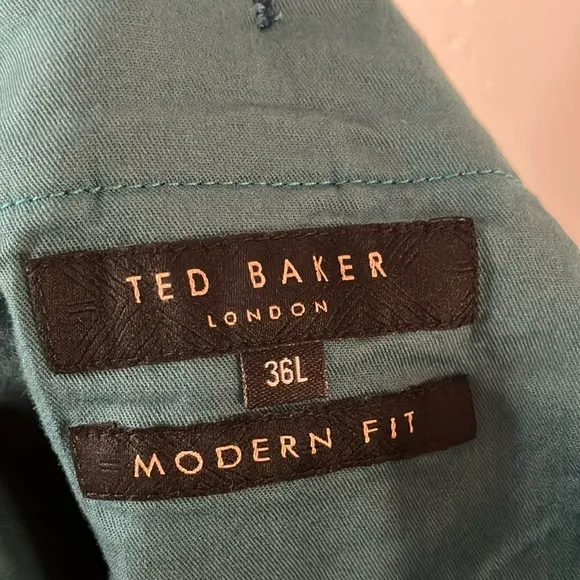 TED BAKER
LONDON
36L
MODERN FIT